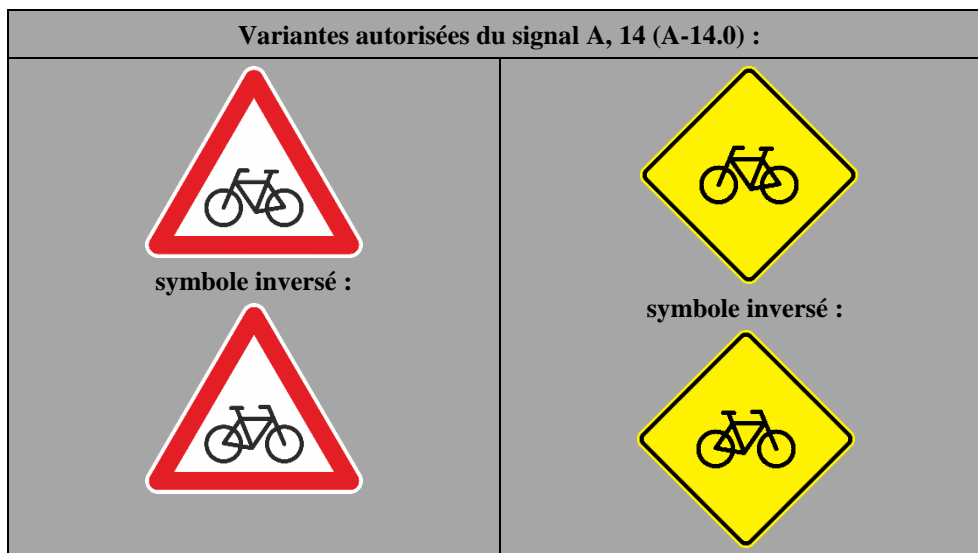 Variantes autorisées du signal A, 14 (A-14.0) :
symbole inversé :
symbole inversé :